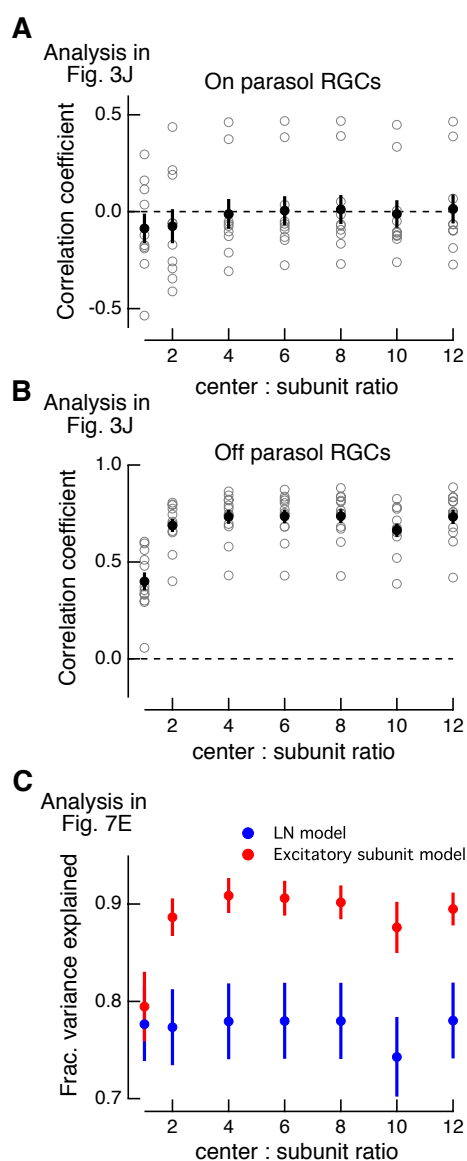 A
Analysis in
Fig. 3J
On parasol RGCs
Correlation coefficient
0.5
0.0
-0.5
2 4 6 8 10 12
center : subunit ratio
B
Analysis in
Fig. 3J
Off parasol RGCs
Correlation coefficient
1.0
0.5
0.0
2 4 6 8 10 12
center : subunit ratio
C
Analysis in
Fig. 7E
LN model
Excitatory subunit model
Frac. variance explained
0.9
0.8
0.7
2 4 6 8 10 12
center : subunit ratio